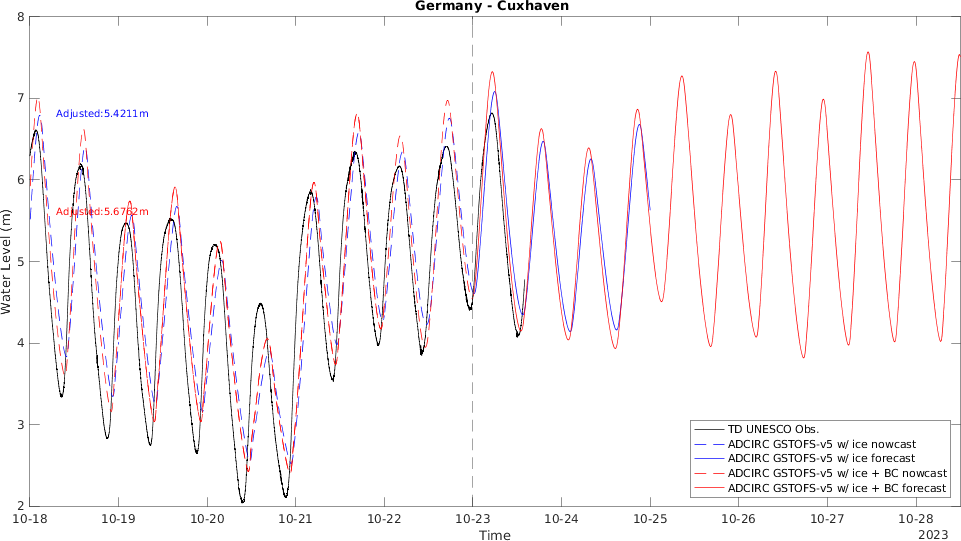 Germany - Cuxhaven
8
7
6
5
4
3
2
Water Level (m)
Adjusted:5.4211m
Adjusted:5.6762m
TD UNESCO Obs.
ADCIRC GSTOFS-v5 w/ ice nowcast
ADCIRC GSTOFS-v5 w/ ice forecast
ADCIRC GSTOFS-v5 w/ ice + BC nowcast
ADCIRC GSTOFS-v5 w/ ice + BC forecast
10-18 10-19 10-20 10-21 10-22 10-23 10-24 10-25 10-26 10-27 10-28
Time
2023